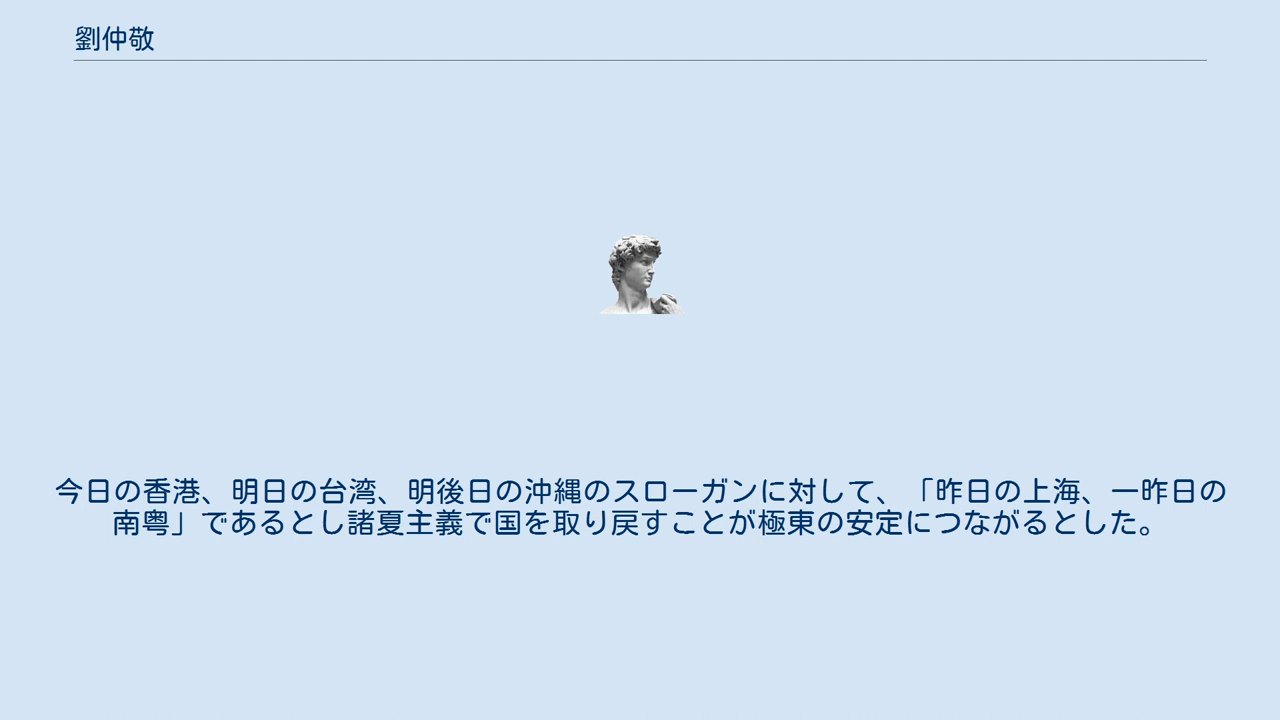 劉仲敬
今日の香港、明日の台湾、明後日の沖縄のスローガンに対して、「昨日の上海、一昨日の
南粤」であるとし諸夏主義で国を取り戻すことが極東の安定につながるとした。